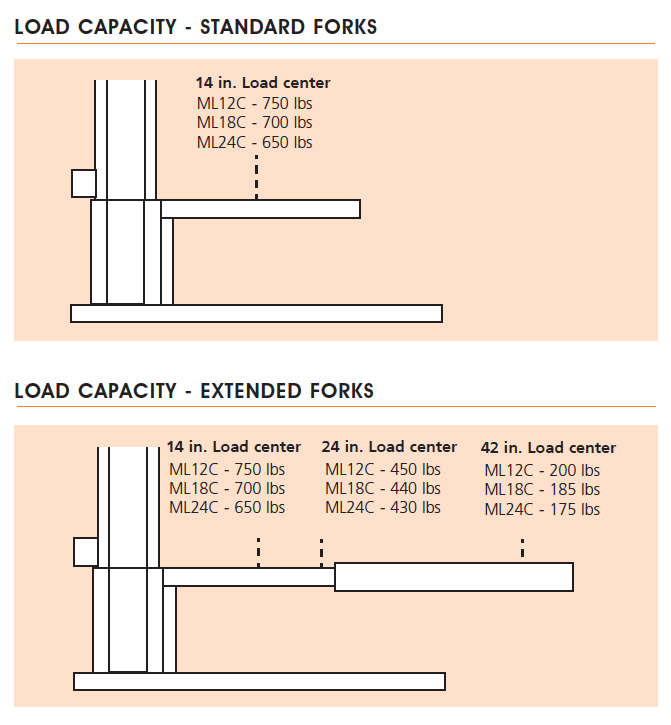 LOAD CAPACITY - STANDARD FORKS
14 in. Load center
ML12C - 750 lbs
ML18C - 700 lbs
ML24C - 650 lbs
LOAD CAPACITY - EXTENDED FORKS
14 in. Load center
ML12C - 750 lbs
ML18C - 700 lbs
ML24C - 650 lbs
24 in. Load center
ML12C - 450 lbs
ML18C - 440 lbs
ML24C - 430 lbs
42 in. Load center
ML12C - 200 lbs
ML18C - 185 lbs
ML24C - 175 lbs